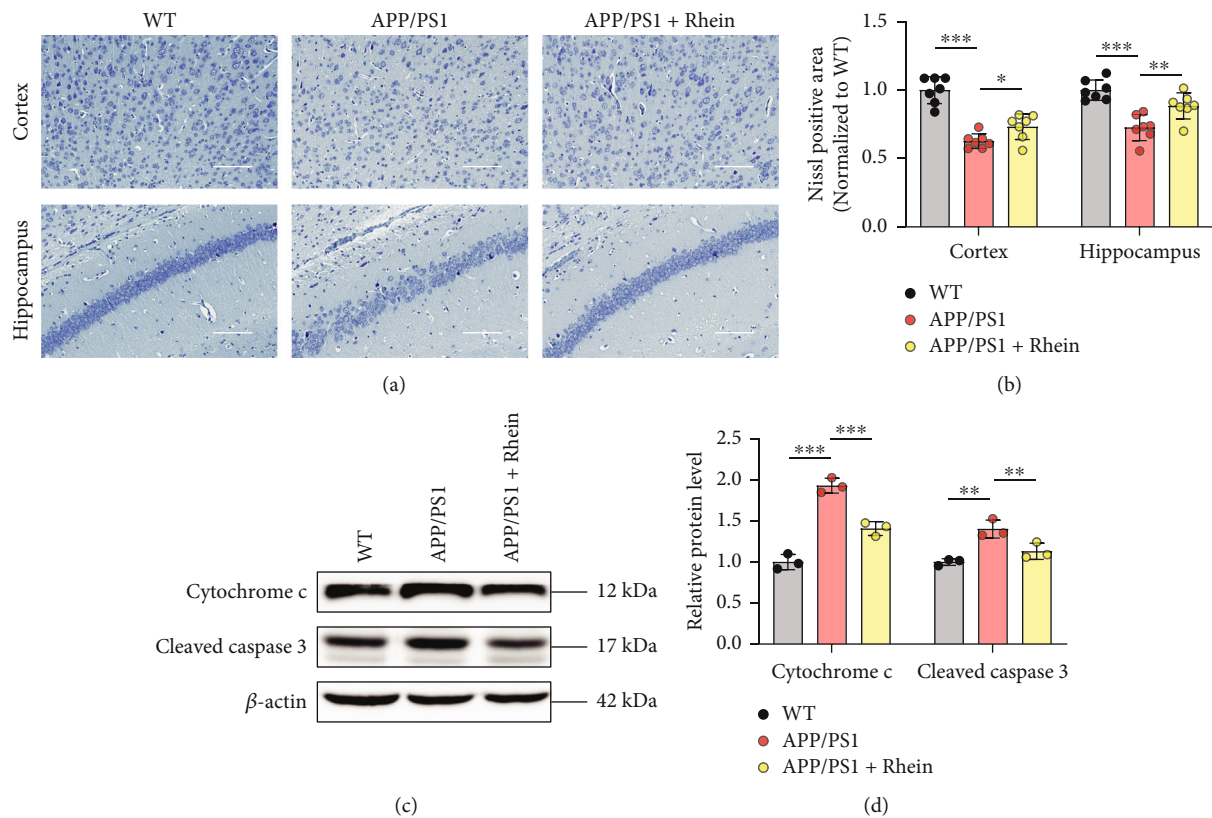 WT
APP/PS1
APP/PS1 + Rhein
Cortex
Hippocampus
(a)
Nissl positive area
(Normalized to WT)
1.5
1.0
0.5
0.0
***
*
***
**
Cortex
Hippocampus
WT
APP/PS1
APP/PS1 + Rhein
(b)
WT
APP/PS1
APP/PS1 + Rhein
Cytochrome c
12 kDa
Cleaved caspase 3
17 kDa
β-actin
42 kDa
(c)
Relative protein level
2.5
2.0
1.5
1.0
0.5
0.0
***
***
**
**
Cytochrome c
Cleaved caspase 3
WT
APP/PS1
APP/PS1 + Rhein
(d)